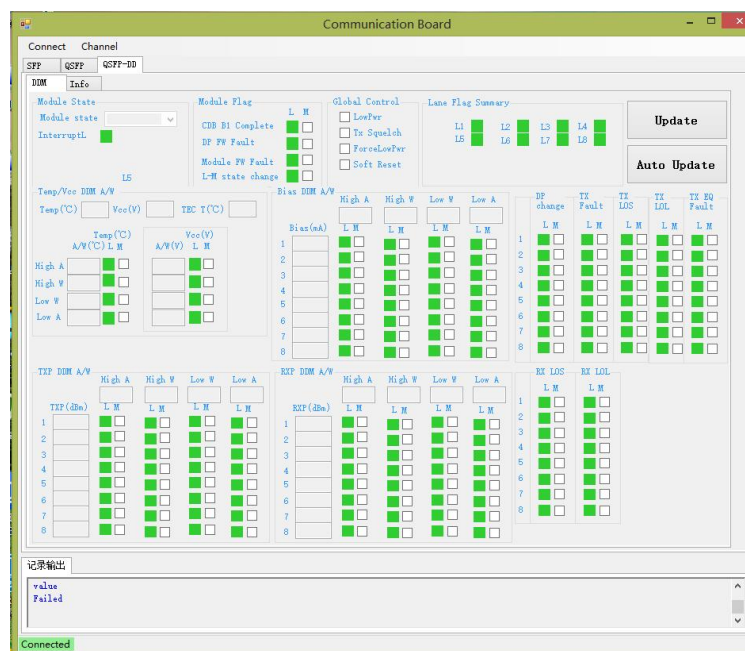 Communication Board
Connect Channel
SFP QSFP QSFP-DD
DDM Info
Module State
Module state
InterruptL
L5
Module Flag
L M
CDB B1 Complete
DP FW Fault
Module FW Fault
L-M state change
Global Control
LowPwr
Tx Squelch
ForceLowPwr
Soft Reset
Lane Flag Summary
L1 L2 L3 L4
L5 L6 L7 L8
Update
Auto Update
Temp/Vcc DDM A/W
Temp(℃) Vcc(V) TEC T(℃)
Temp(℃) Vcc(V)
A/W(℃) L M A/W(V) L M
High A
High W
Low W
Low A
Bias DDM A/W
High A High W Low W Low A
Bias(mA) L M L M L M L M
1
2
3
4
5
6
7
8
DP change TX Fault TX LOS TX LOL TX EQ Fault
L M L M L M L M L M
1
2
3
4
5
6
7
8
TXP DDM A/W
High A High W Low W Low A
TXP(dBm) L M L M L M L M
1
2
3
4
5
6
7
8
RXP DDM A/W
High A High W Low W Low A
RXP(dBm) L M L M L M L M
1
2
3
4
5
6
7
8
RX LOS RX LOL
L M L M
1
2
3
4
5
6
7
8
记录输出
value
Failed
Connected